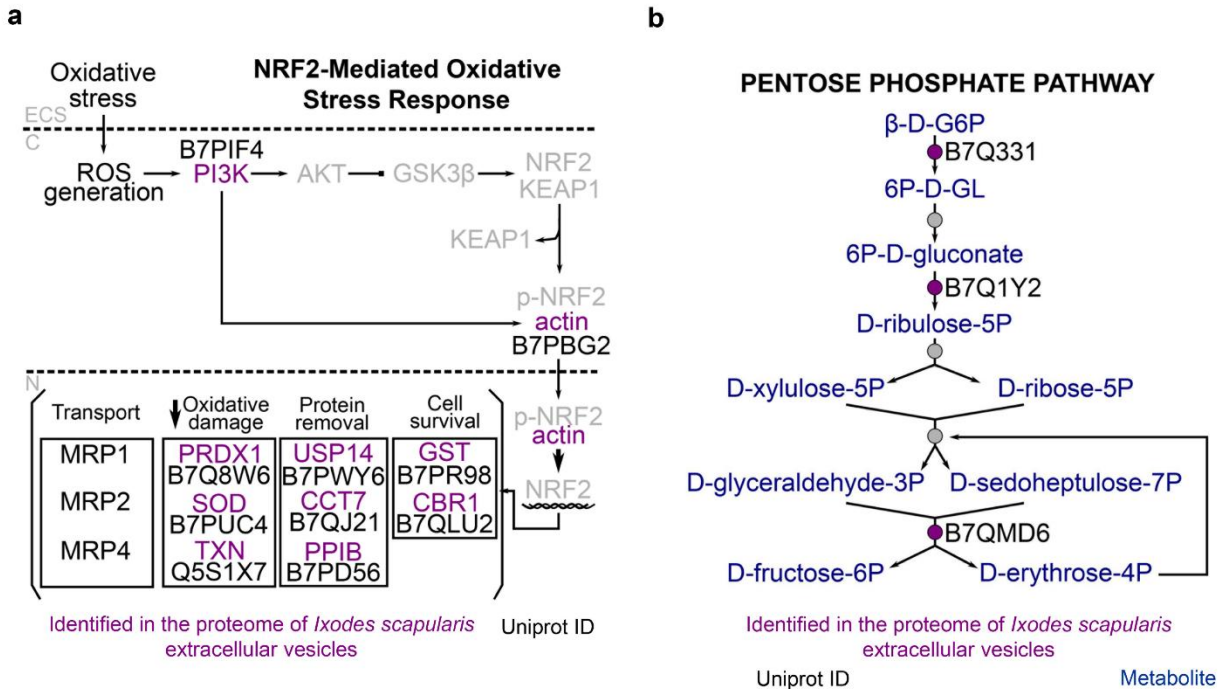 a
NRF2-Mediated Oxidative
Stress Response
Oxidative
stress
ECS
C
ROS
generation
B7PIF4
PI3K
AKT
GSK3β
NRF2
KEAP1
KEAP1
p-NRF2
actin
B7PBG2
N
p-NRF2
actin
NRF2
Transport
MRP1
MRP2
MRP4
Oxidative
damage
PRDX1
B7Q8W6
SOD
B7PUC4
TXN
Q5S1X7
Protein
removal
USP14
B7PWY6
CCT7
B7QJ21
PPIB
B7PD56
Cell
survival
GST
B7PR98
CBR1
B7QLU2
Identified in the proteome of Ixodes scapularis
extracellular vesicles
Uniprot ID
b
PENTOSE PHOSPHATE PATHWAY
β-D-G6P
B7Q331
6P-D-GL
6P-D-gluconate
B7Q1Y2
D-ribulose-5P
D-xylulose-5P D-ribose-5P
D-glyceraldehyde-3P D-sedoheptulose-7P
B7QMD6
D-fructose-6P D-erythrose-4P
Identified in the proteome of Ixodes scapularis
extracellular vesicles
Uniprot ID Metabolite